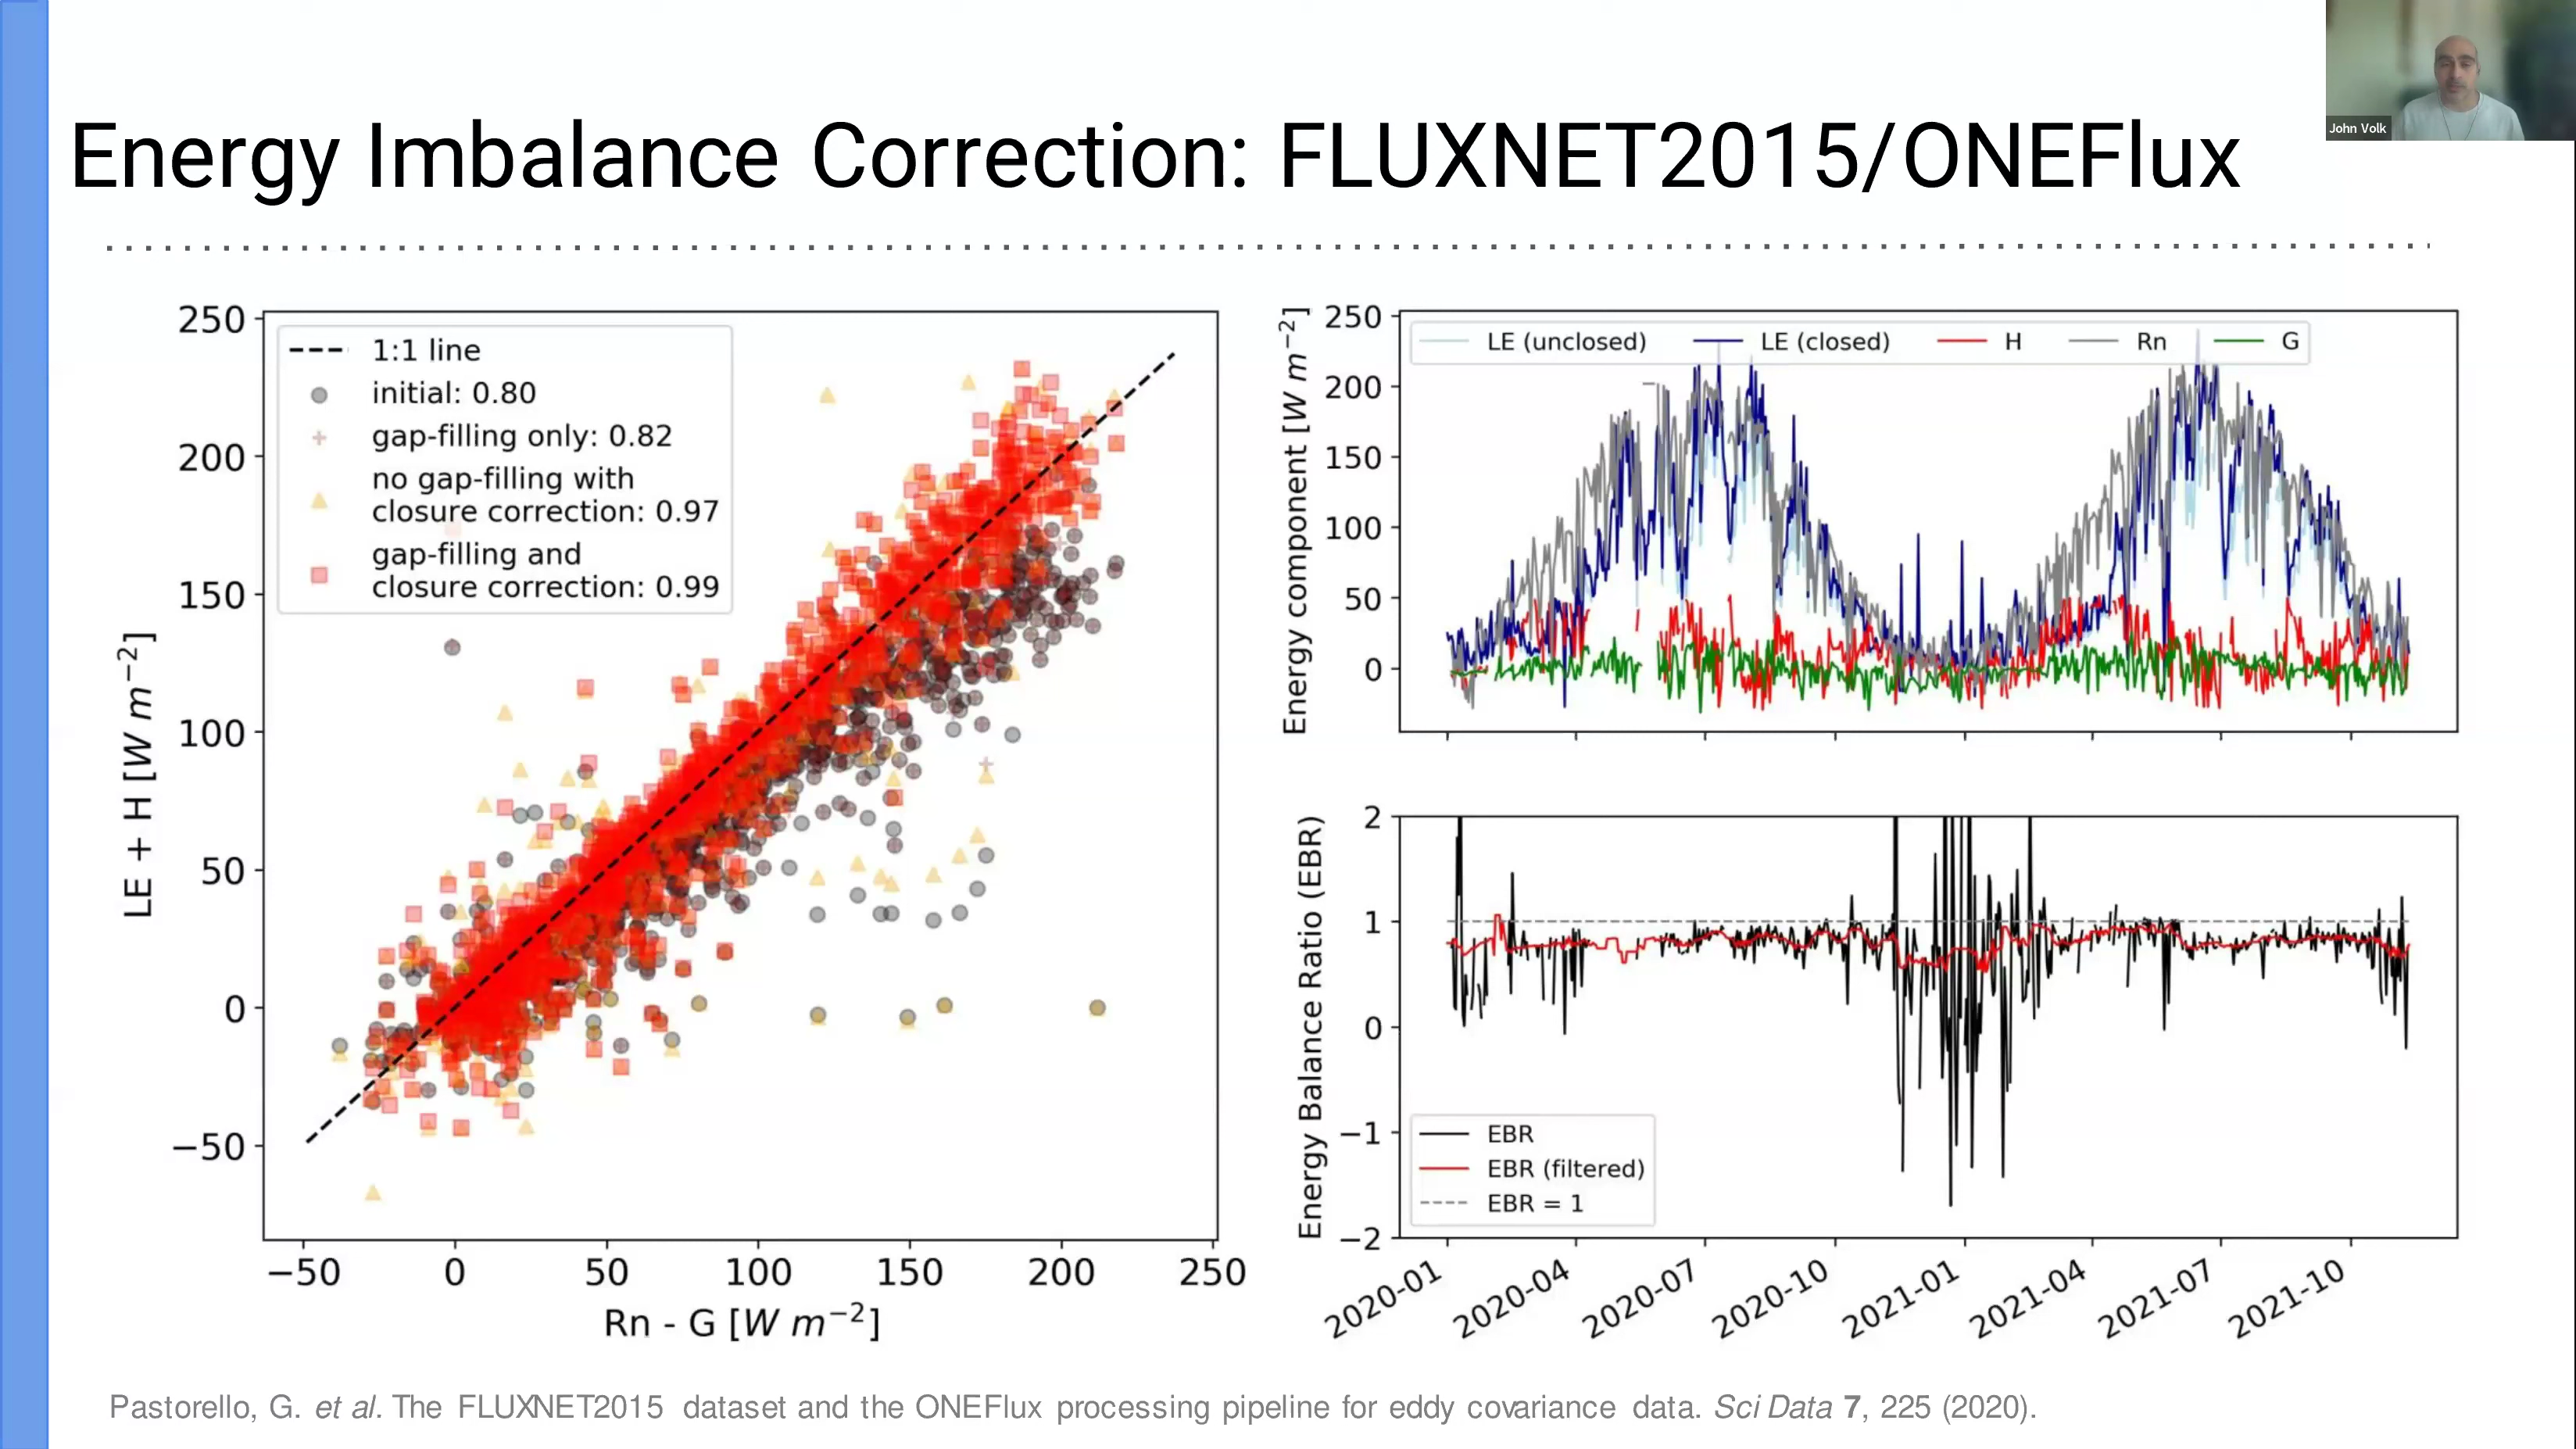 John Volk
Energy Imbalance Correction: FLUXNET2015/ONEFlux
250
200
150
100
50
0
−50
LE + H [W m⁻²]
1:1 line
initial: 0.80
gap-filling only: 0.82
no gap-filling with
closure correction: 0.97
gap-filling and
closure correction: 0.99
−50 0 50 100 150 200 250
Rn - G [W m⁻²]
Energy component [W m⁻²]
250
200
150
100
50
0
LE (unclosed) LE (closed) H Rn G
Energy Balance Ratio (EBR)
2
1
0
−1
−2
EBR
EBR (filtered)
EBR = 1
2020-01 2020-04 2020-07 2020-10 2021-01 2021-04 2021-07 2021-10
Pastorello, G. et al. The FLUXNET2015 dataset and the ONEFlux processing pipeline for eddy covariance data. Sci Data 7, 225 (2020).